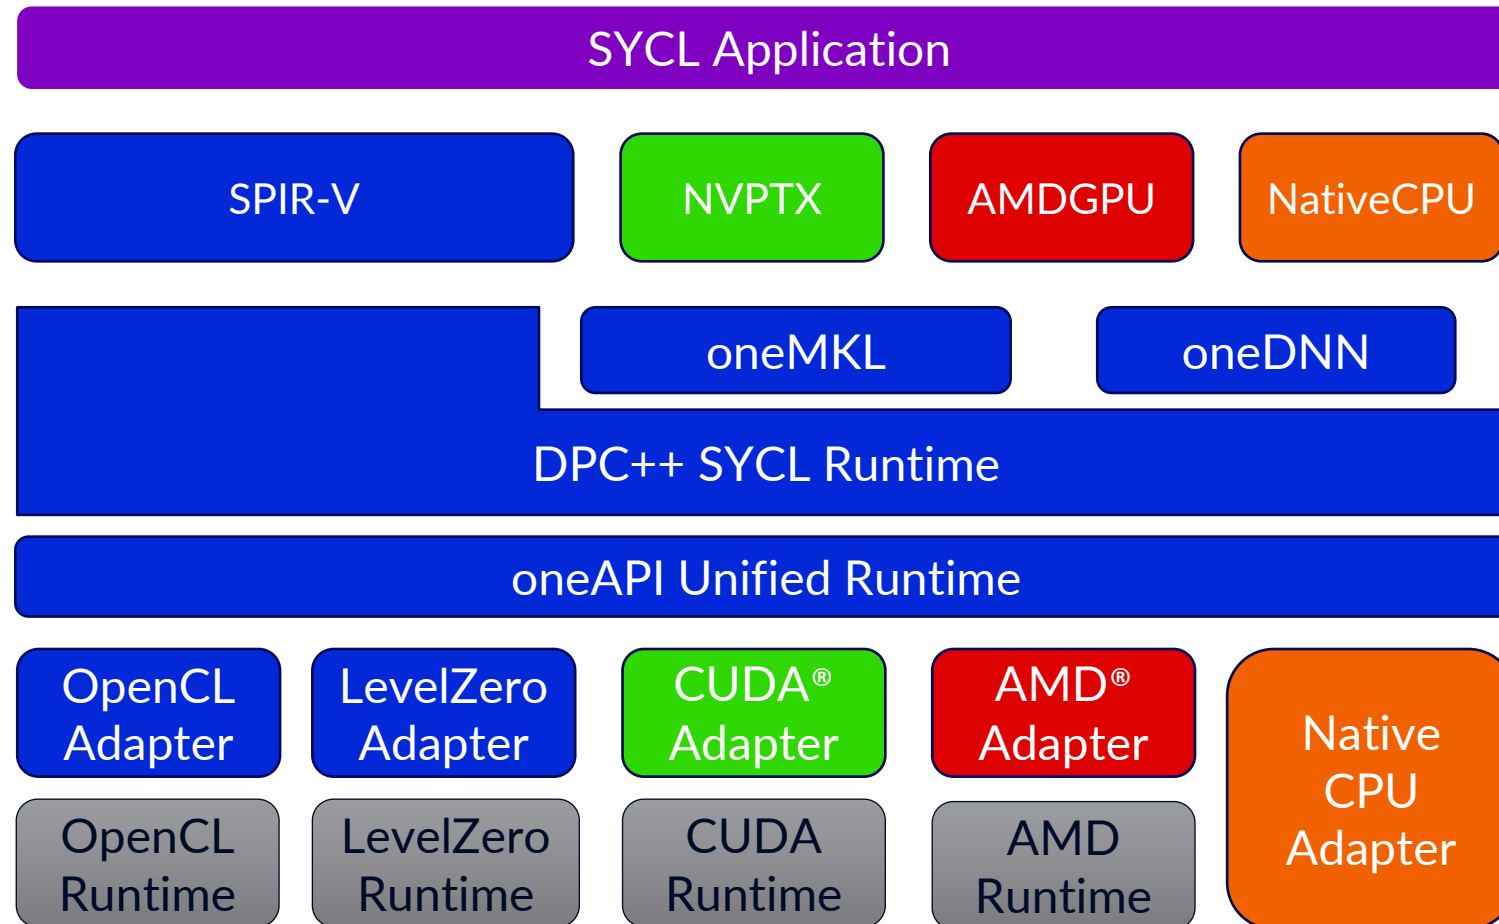 SYCL Application
SPIR-V
NVPTX
AMDGPU
NativeCPU
oneMKL
oneDNN
DPC++ SYCL Runtime
oneAPI Unified Runtime
OpenCL
Adapter
LevelZero
Adapter
CUDA®
Adapter
AMD®
Adapter
Native
CPU
Adapter
OpenCL
Runtime
LevelZero
Runtime
CUDA
Runtime
AMD
Runtime